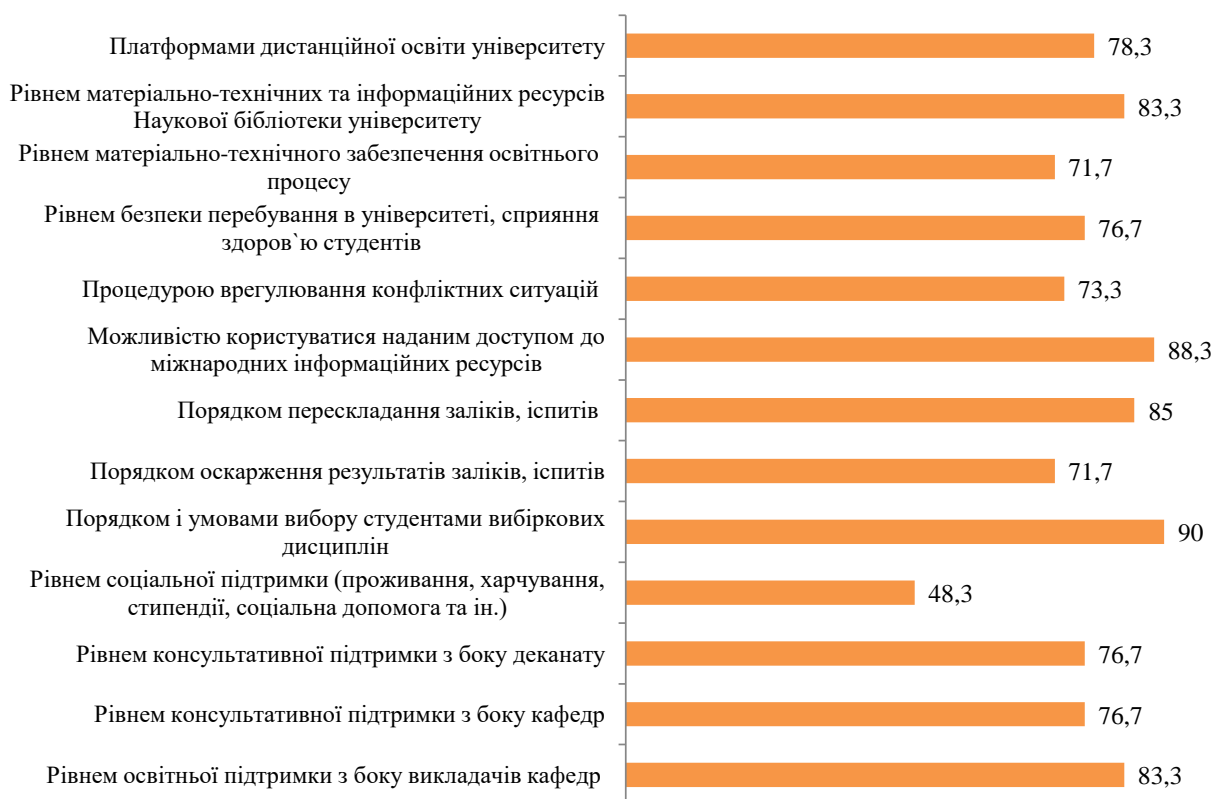 Платформами дистанційної освіти університету
78,3
Рівнем матеріально-технічних та інформаційних ресурсів
Наукової бібліотеки університету
83,3
Рівнем матеріально-технічного забезпечення освітнього
процесу
71,7
Рівнем безпеки перебування в університеті, сприяння
здоров`ю студентів
76,7
Процедурою врегулювання конфліктних ситуацій
73,3
Можливістю користуватися наданим доступом до
міжнародних інформаційних ресурсів
88,3
Порядком перескладання заліків, іспитів
85
Порядком оскарження результатів заліків, іспитів
71,7
Порядком і умовами вибору студентами вибіркових
дисциплін
90
Рівнем соціальної підтримки (проживання, харчування,
стипендії, соціальна допомога та ін.)
48,3
Рівнем консультативної підтримки з боку деканату
76,7
Рівнем консультативної підтримки з боку кафедр
76,7
Рівнем освітньої підтримки з боку викладачів кафедр
83,3